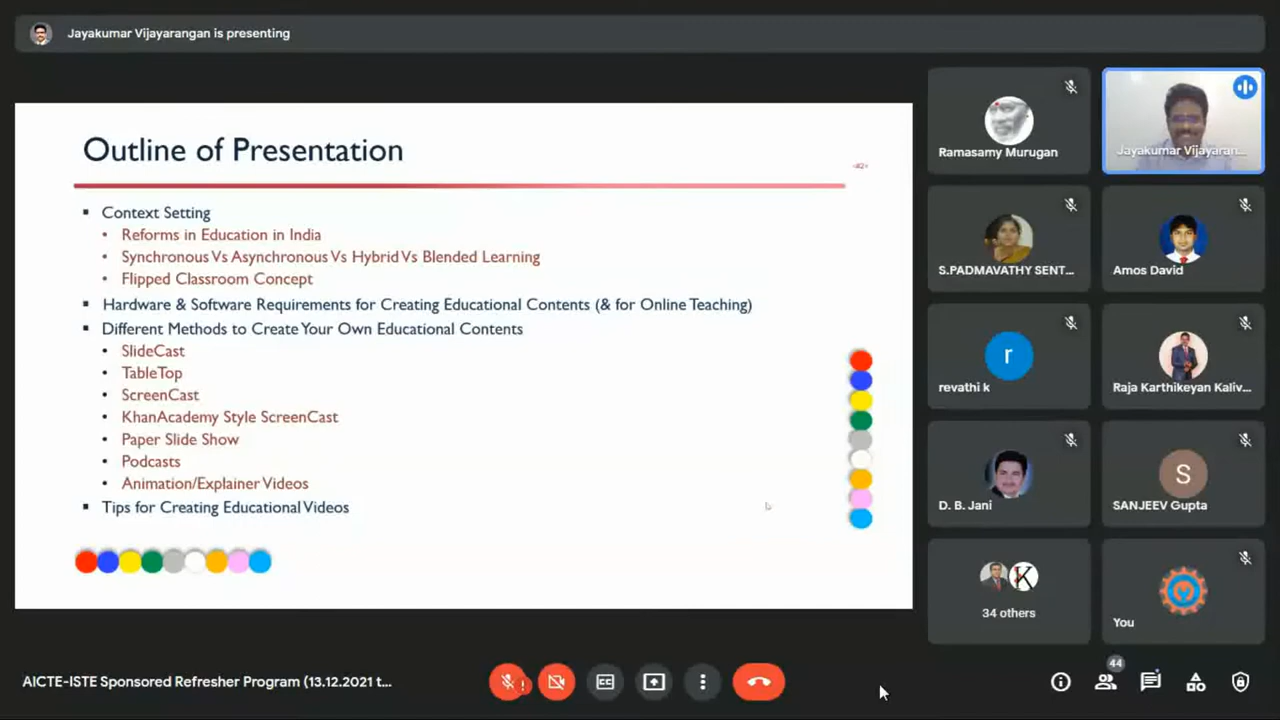 Jayakumar Vijayarangan is presenting
Outline of Presentation
Context Setting
Reforms in Education in India
Synchronous Vs Asynchronous Vs Hybrid Vs Blended Learning
Flipped Classroom Concept
Hardware & Software Requirements for Creating Educational Contents (& for Online Teaching)
Different Methods to Create Your Own Educational Contents
SlideCast
TableTop
ScreenCast
KhanAcademy Style ScreenCast
Paper Slide Show
Podcasts
Animation/Explainer Videos
Tips for Creating Educational Videos
Ramasamy Murugan
Jayakumar Vijayaran...
S.PADMAVATHY SENT...
Amos David
r
revathi k
Raja Karthikeyan Kaliv...
D. B. Jani
S
SANJEEV Gupta
K
34 others
You
AICTE-ISTE Sponsored Refresher Program (13.12.2021 t...
CC
44